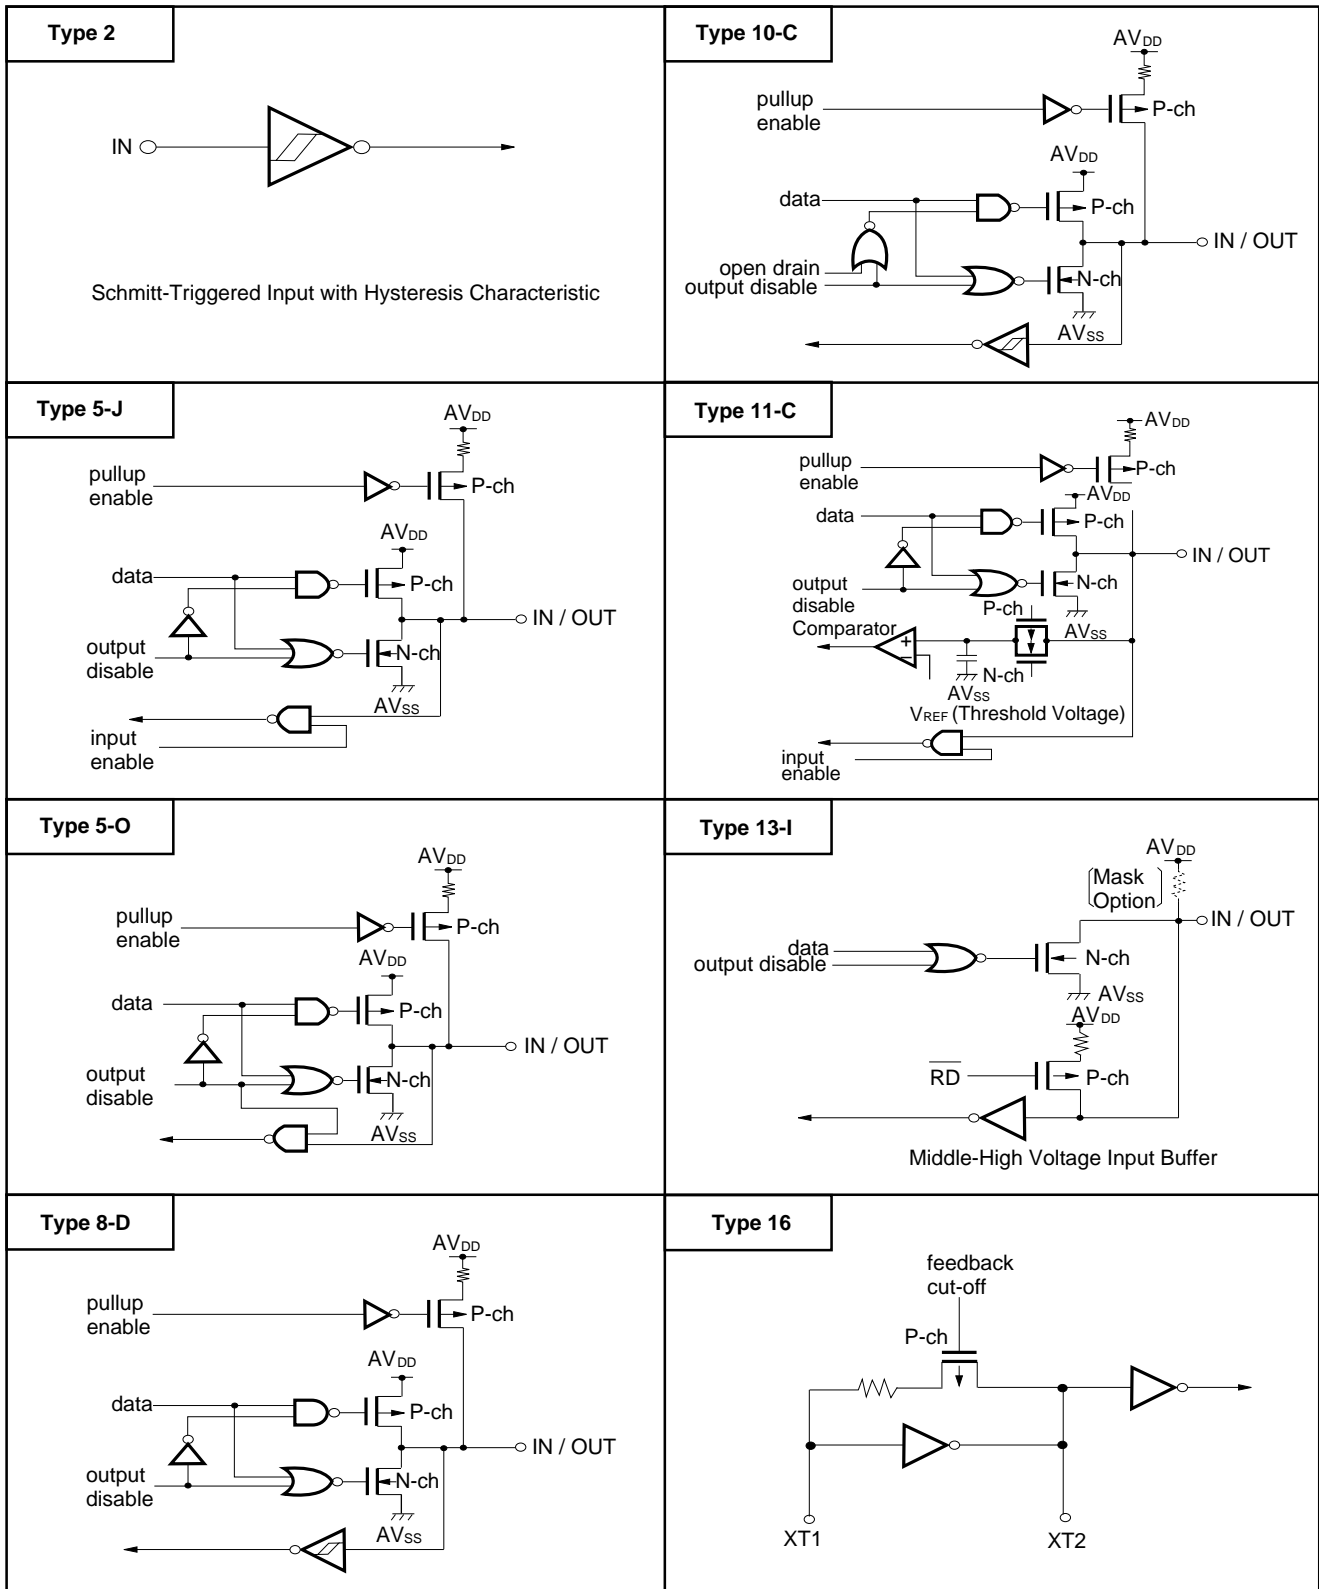 Type 2
IN
Schmitt-Triggered Input with Hysteresis Characteristic
Type 10-C
AVDD
pullup
enable
P-ch
AVDD
data
P-ch
IN / OUT
open drain
output disable
N-ch
AVSS
Type 5-J
AVDD
pullup
enable
P-ch
AVDD
data
P-ch
IN / OUT
output
disable
N-ch
AVSS
input
enable
Type 11-C
AVDD
pullup
enable
P-ch
AVDD
data
P-ch
IN / OUT
output
disable
N-ch
P-ch
AVSS
Comparator
+
−
N-ch
AVSS
VREF (Threshold Voltage)
input
enable
Type 5-O
AVDD
pullup
enable
P-ch
AVDD
data
P-ch
IN / OUT
output
disable
N-ch
AVSS
Type 13-I
AVDD
Mask
Option
IN / OUT
data
output disable
N-ch
AVSS
AVDD
RD
P-ch
Middle-High Voltage Input Buffer
Type 8-D
AVDD
pullup
enable
P-ch
AVDD
data
P-ch
IN / OUT
output
disable
N-ch
AVSS
Type 16
feedback
cut-off
P-ch
XT1
XT2